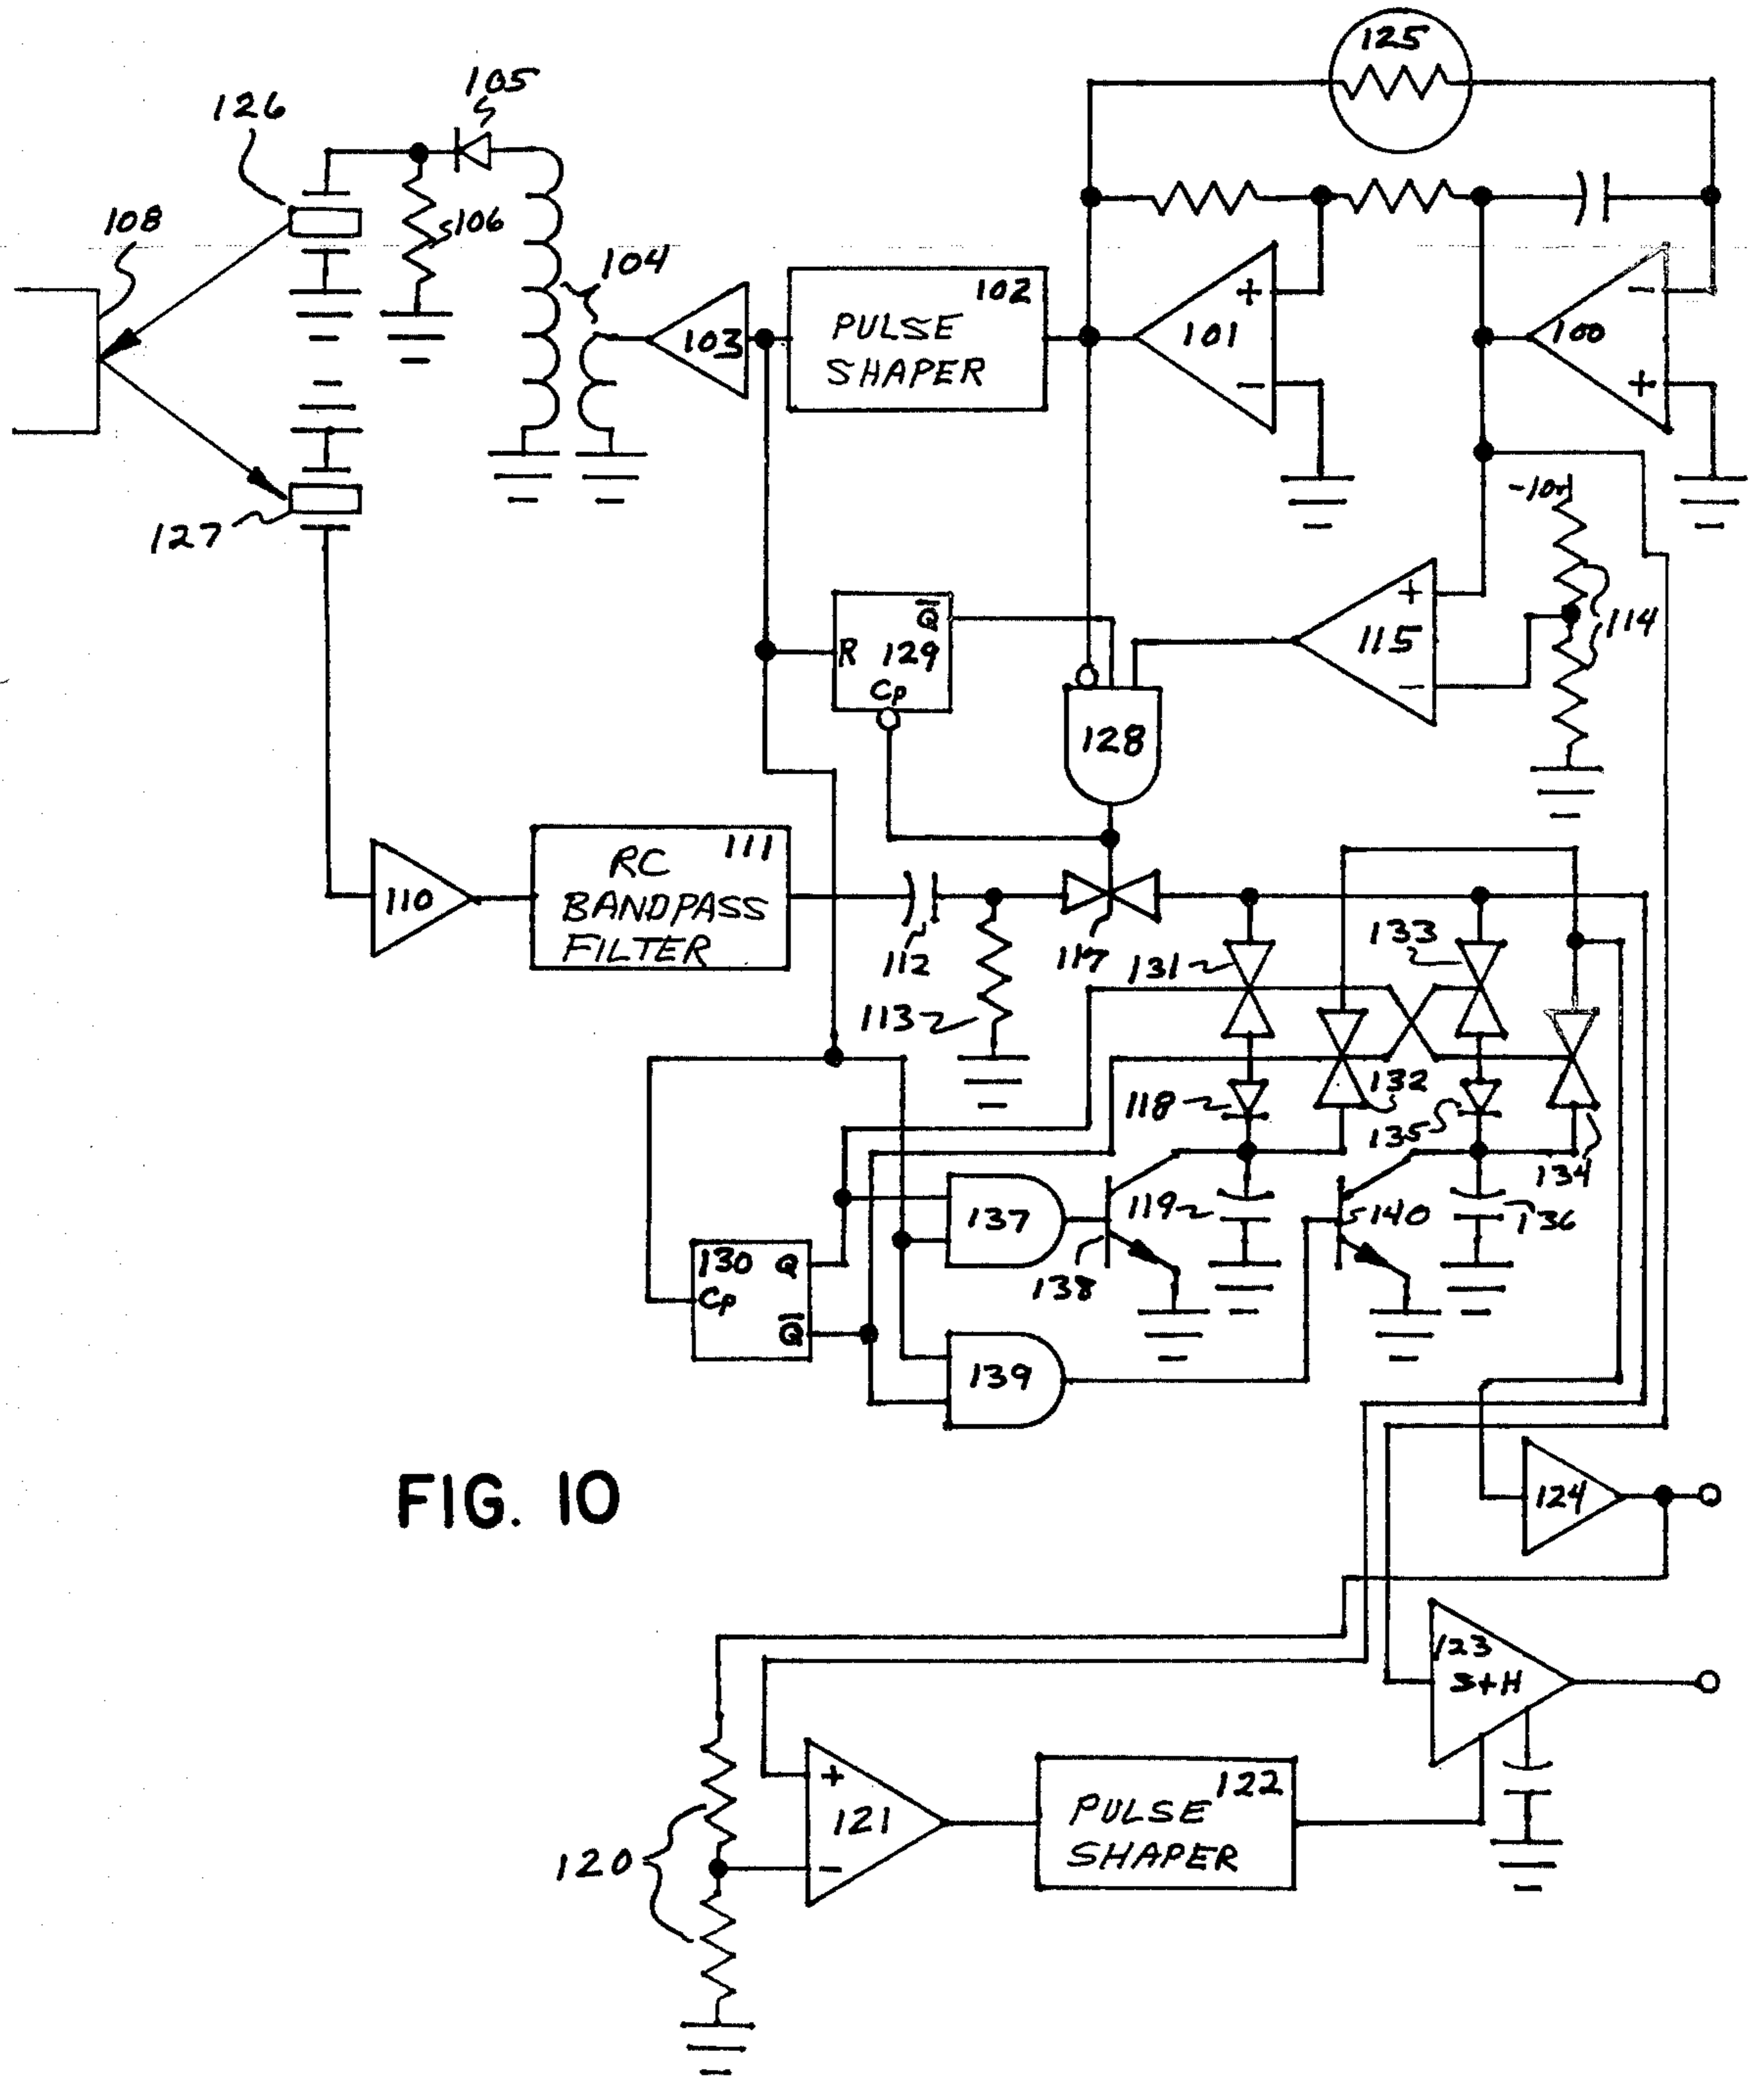 125
105
126
108
106
104
102
PULSE
SHAPER
103
+
101
−
−
100
+
127
-10v
Q̅
R 129
Cp
+
115
−
114
128
110
111
RC
BANDPASS
FILTER
112
117
131
133
113
118
132
135
134
137
119
140
136
138
130 Q
Cp
Q̅
139
FIG. 10
124
123
S+H
+
121
−
122
PULSE
SHAPER
120